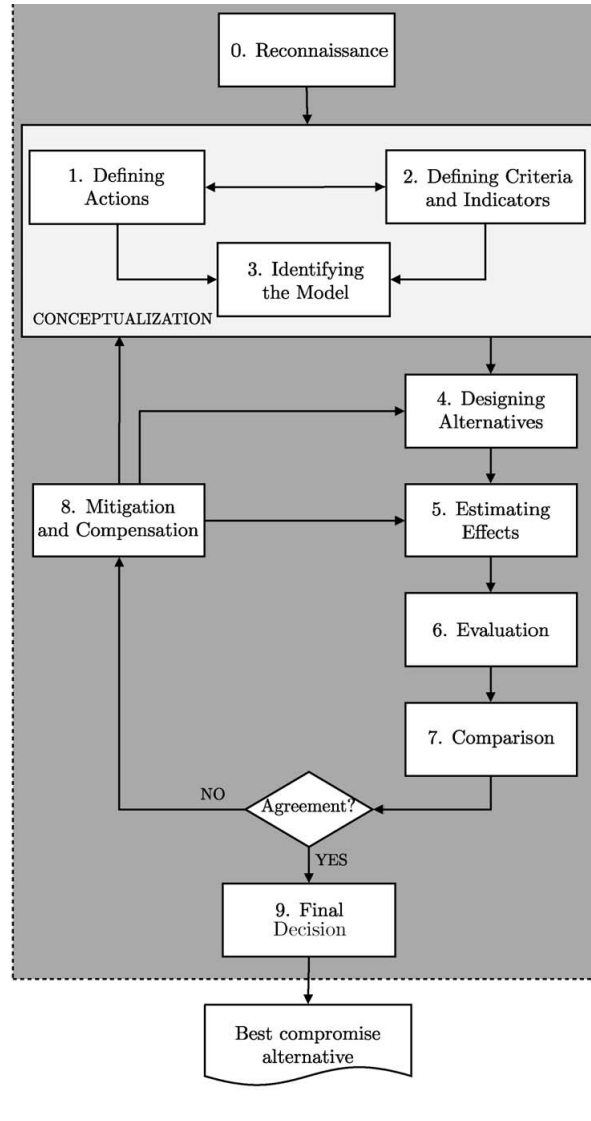 0. Reconnaissance
1. Defining
Actions
2. Defining Criteria
and Indicators
3. Identifying
the Model
CONCEPTUALIZATION
4. Designing
Alternatives
8. Mitigation
and Compensation
5. Estimating
Effects
6. Evaluation
7. Comparison
NO
Agreement?
YES
9. Final
Decision
Best compromise
alternative